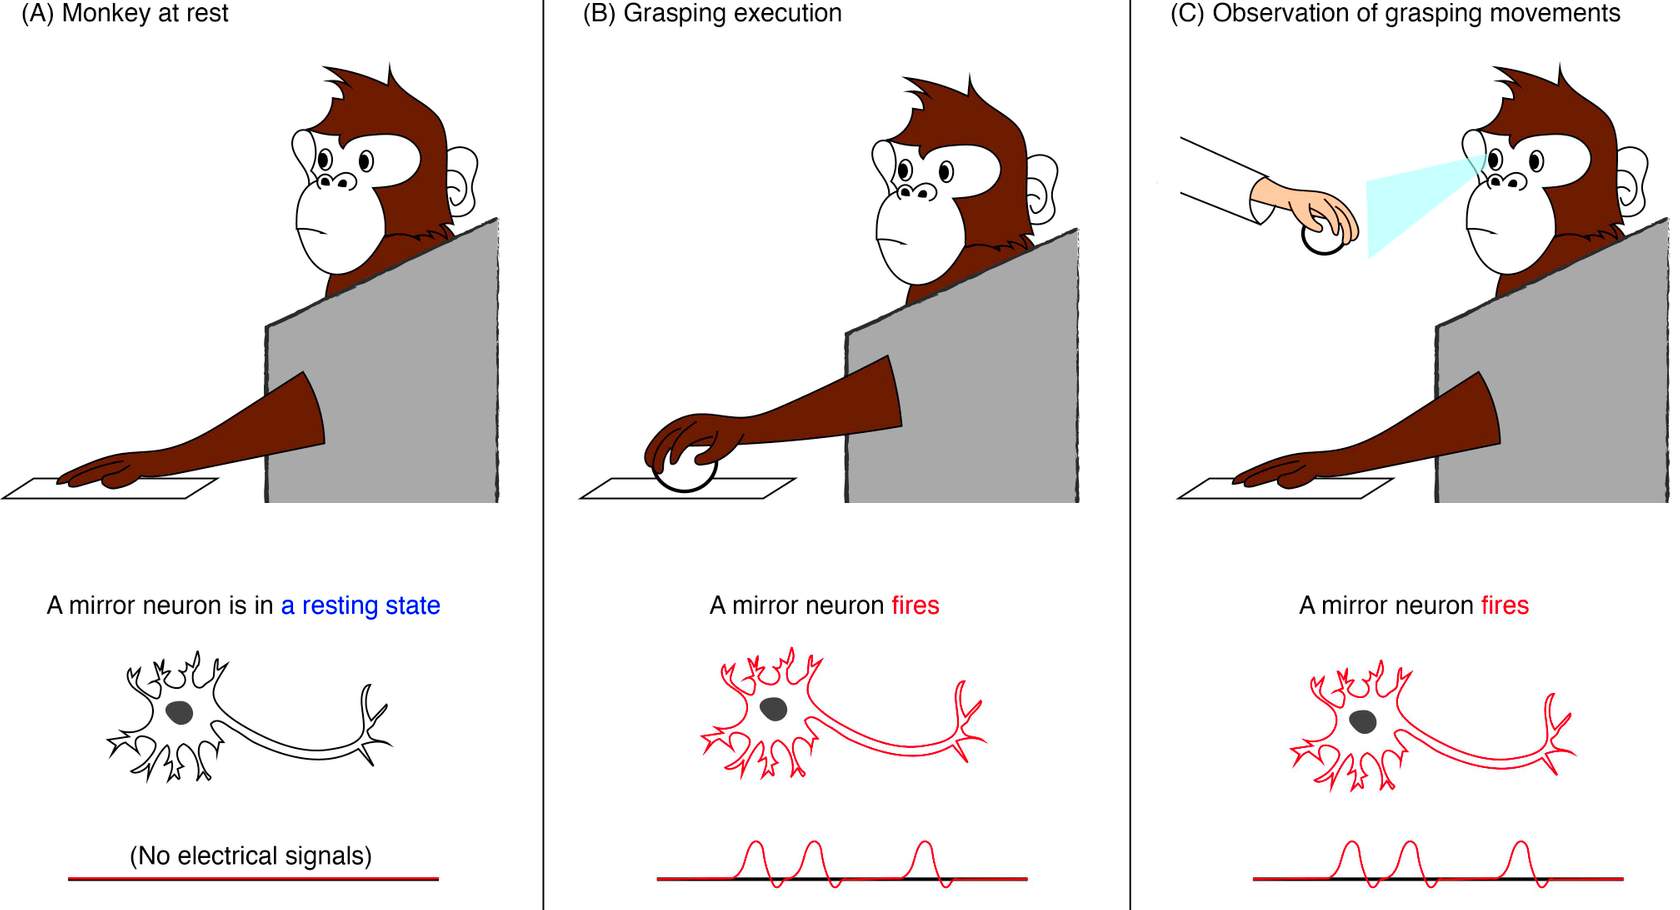 (A) Monkey at rest
A mirror neuron is in a resting state
(No electrical signals)
(B) Grasping execution
A mirror neuron fires
(C) Observation of grasping movements
A mirror neuron fires